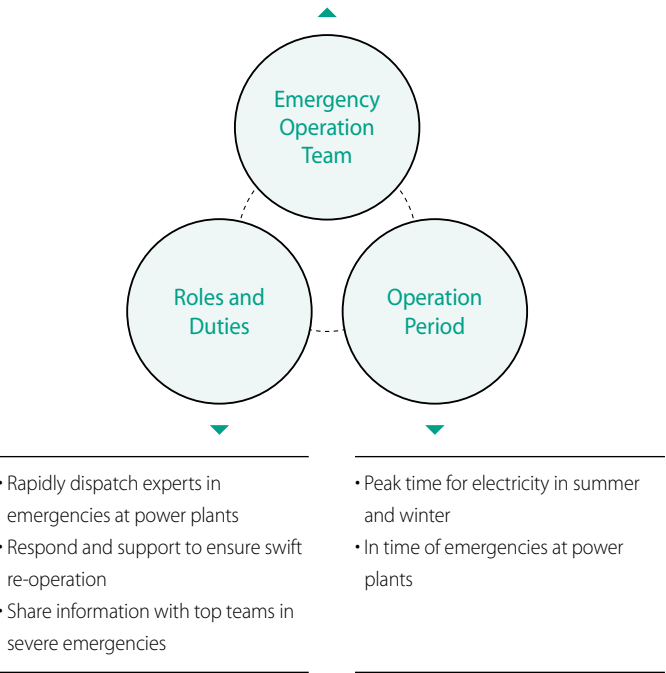 Emergency
Operation
Team
Roles and
Duties
Operation
Period
• Rapidly dispatch experts in
emergencies at power plants
• Respond and support to ensure swift
re-operation
• Share information with top teams in
severe emergencies
• Peak time for electricity in summer
and winter
• In time of emergencies at power
plants